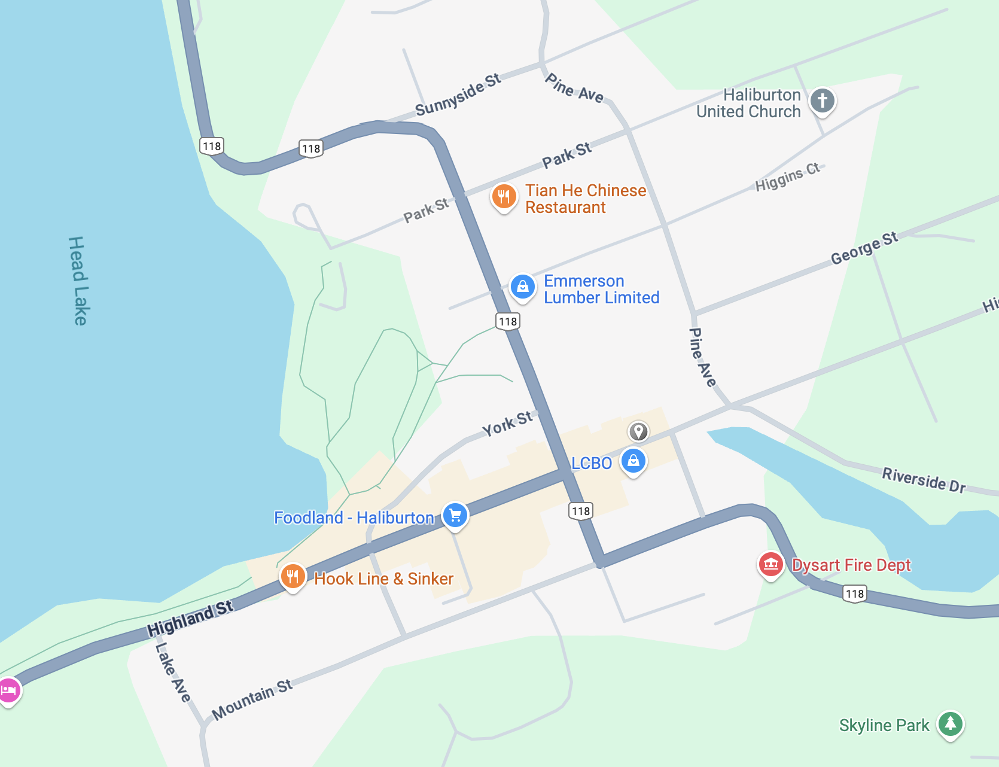 Sunnyside St
Pine Ave
Haliburton
United Church
118
118
Park St
Higgins Ct
Tian He Chinese
Restaurant
Park St
George St
Head Lake
Emmerson
Lumber Limited
Hi
118
Pine Ave
York St
LCBO
Riverside Dr
118
Foodland - Haliburton
Dysart Fire Dept
Hook Line & Sinker
118
Highland St
Lake Ave
Mountain St
Skyline Park